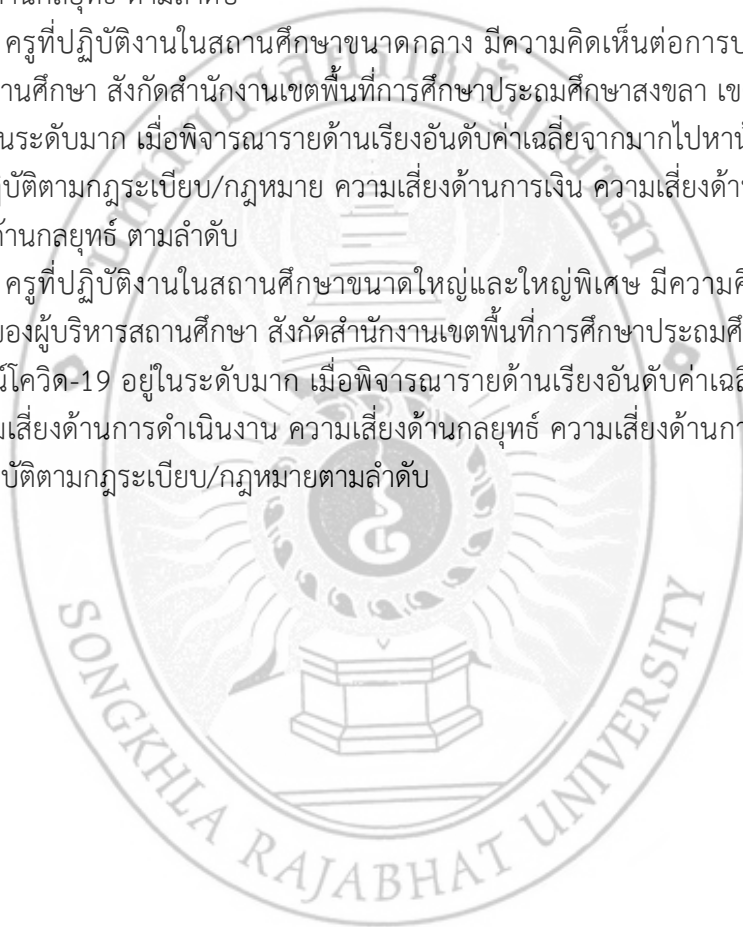 านกลยุทธ์ ตามลำดับ
ครูที่ปฏิบัติงานในสถานศึกษาขนาดกลาง มีความคิดเห็นต่อการบ
านศึกษา สังกัดสำนักงานเขตพื้นที่การศึกษาประถมศึกษาสงขลา เข
นระดับมาก เมื่อพิจารณารายด้านเรียงอันดับค่าเฉลี่ยจากมากไปหาน
บัติตามกฎระเบียบ/กฎหมาย ความเสี่ยงด้านการเงิน ความเสี่ยงด้าน
ด้านกลยุทธ์ ตามลำดับ
ครูที่ปฏิบัติงานในสถานศึกษาขนาดใหญ่และใหญ่พิเศษ มีความคิ
ของผู้บริหารสถานศึกษา สังกัดสำนักงานเขตพื้นที่การศึกษาประถมศึ
น์โควิด-19 อยู่ในระดับมาก เมื่อพิจารณารายด้านเรียงอันดับค่าเฉลี
มเสี่ยงด้านการดำเนินงาน ความเสี่ยงด้านกลยุทธ์ ความเสี่ยงด้านกา
บัติตามกฎระเบียบ/กฎหมายตามลำดับ
มหาวิทยาลัยราชภัฏสงขลา
SONGKHLA RAJABHAT UNIVERSITY